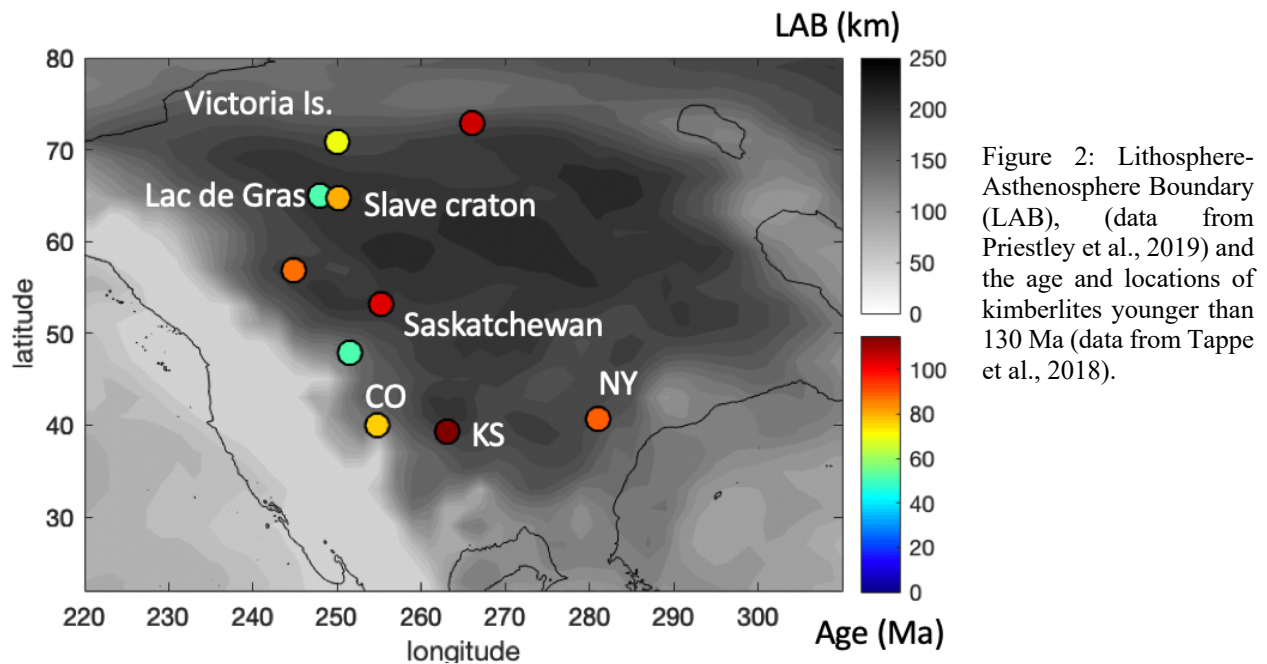 LAB (km)
80
70
60
50
40
30
latitude
220
230
240
250
260
270
280
290
300
longitude
Victoria Is.
Lac de Gras
Slave craton
Saskatchewan
CO
KS
NY
250
200
150
100
50
0
100
80
60
40
20
0
Age (Ma)
Figure 2: Lithosphere-
Asthenosphere Boundary
(LAB), (data from
Priestley et al., 2019) and
the age and locations of
kimberlites younger than
130 Ma (data from Tappe
et al., 2018).